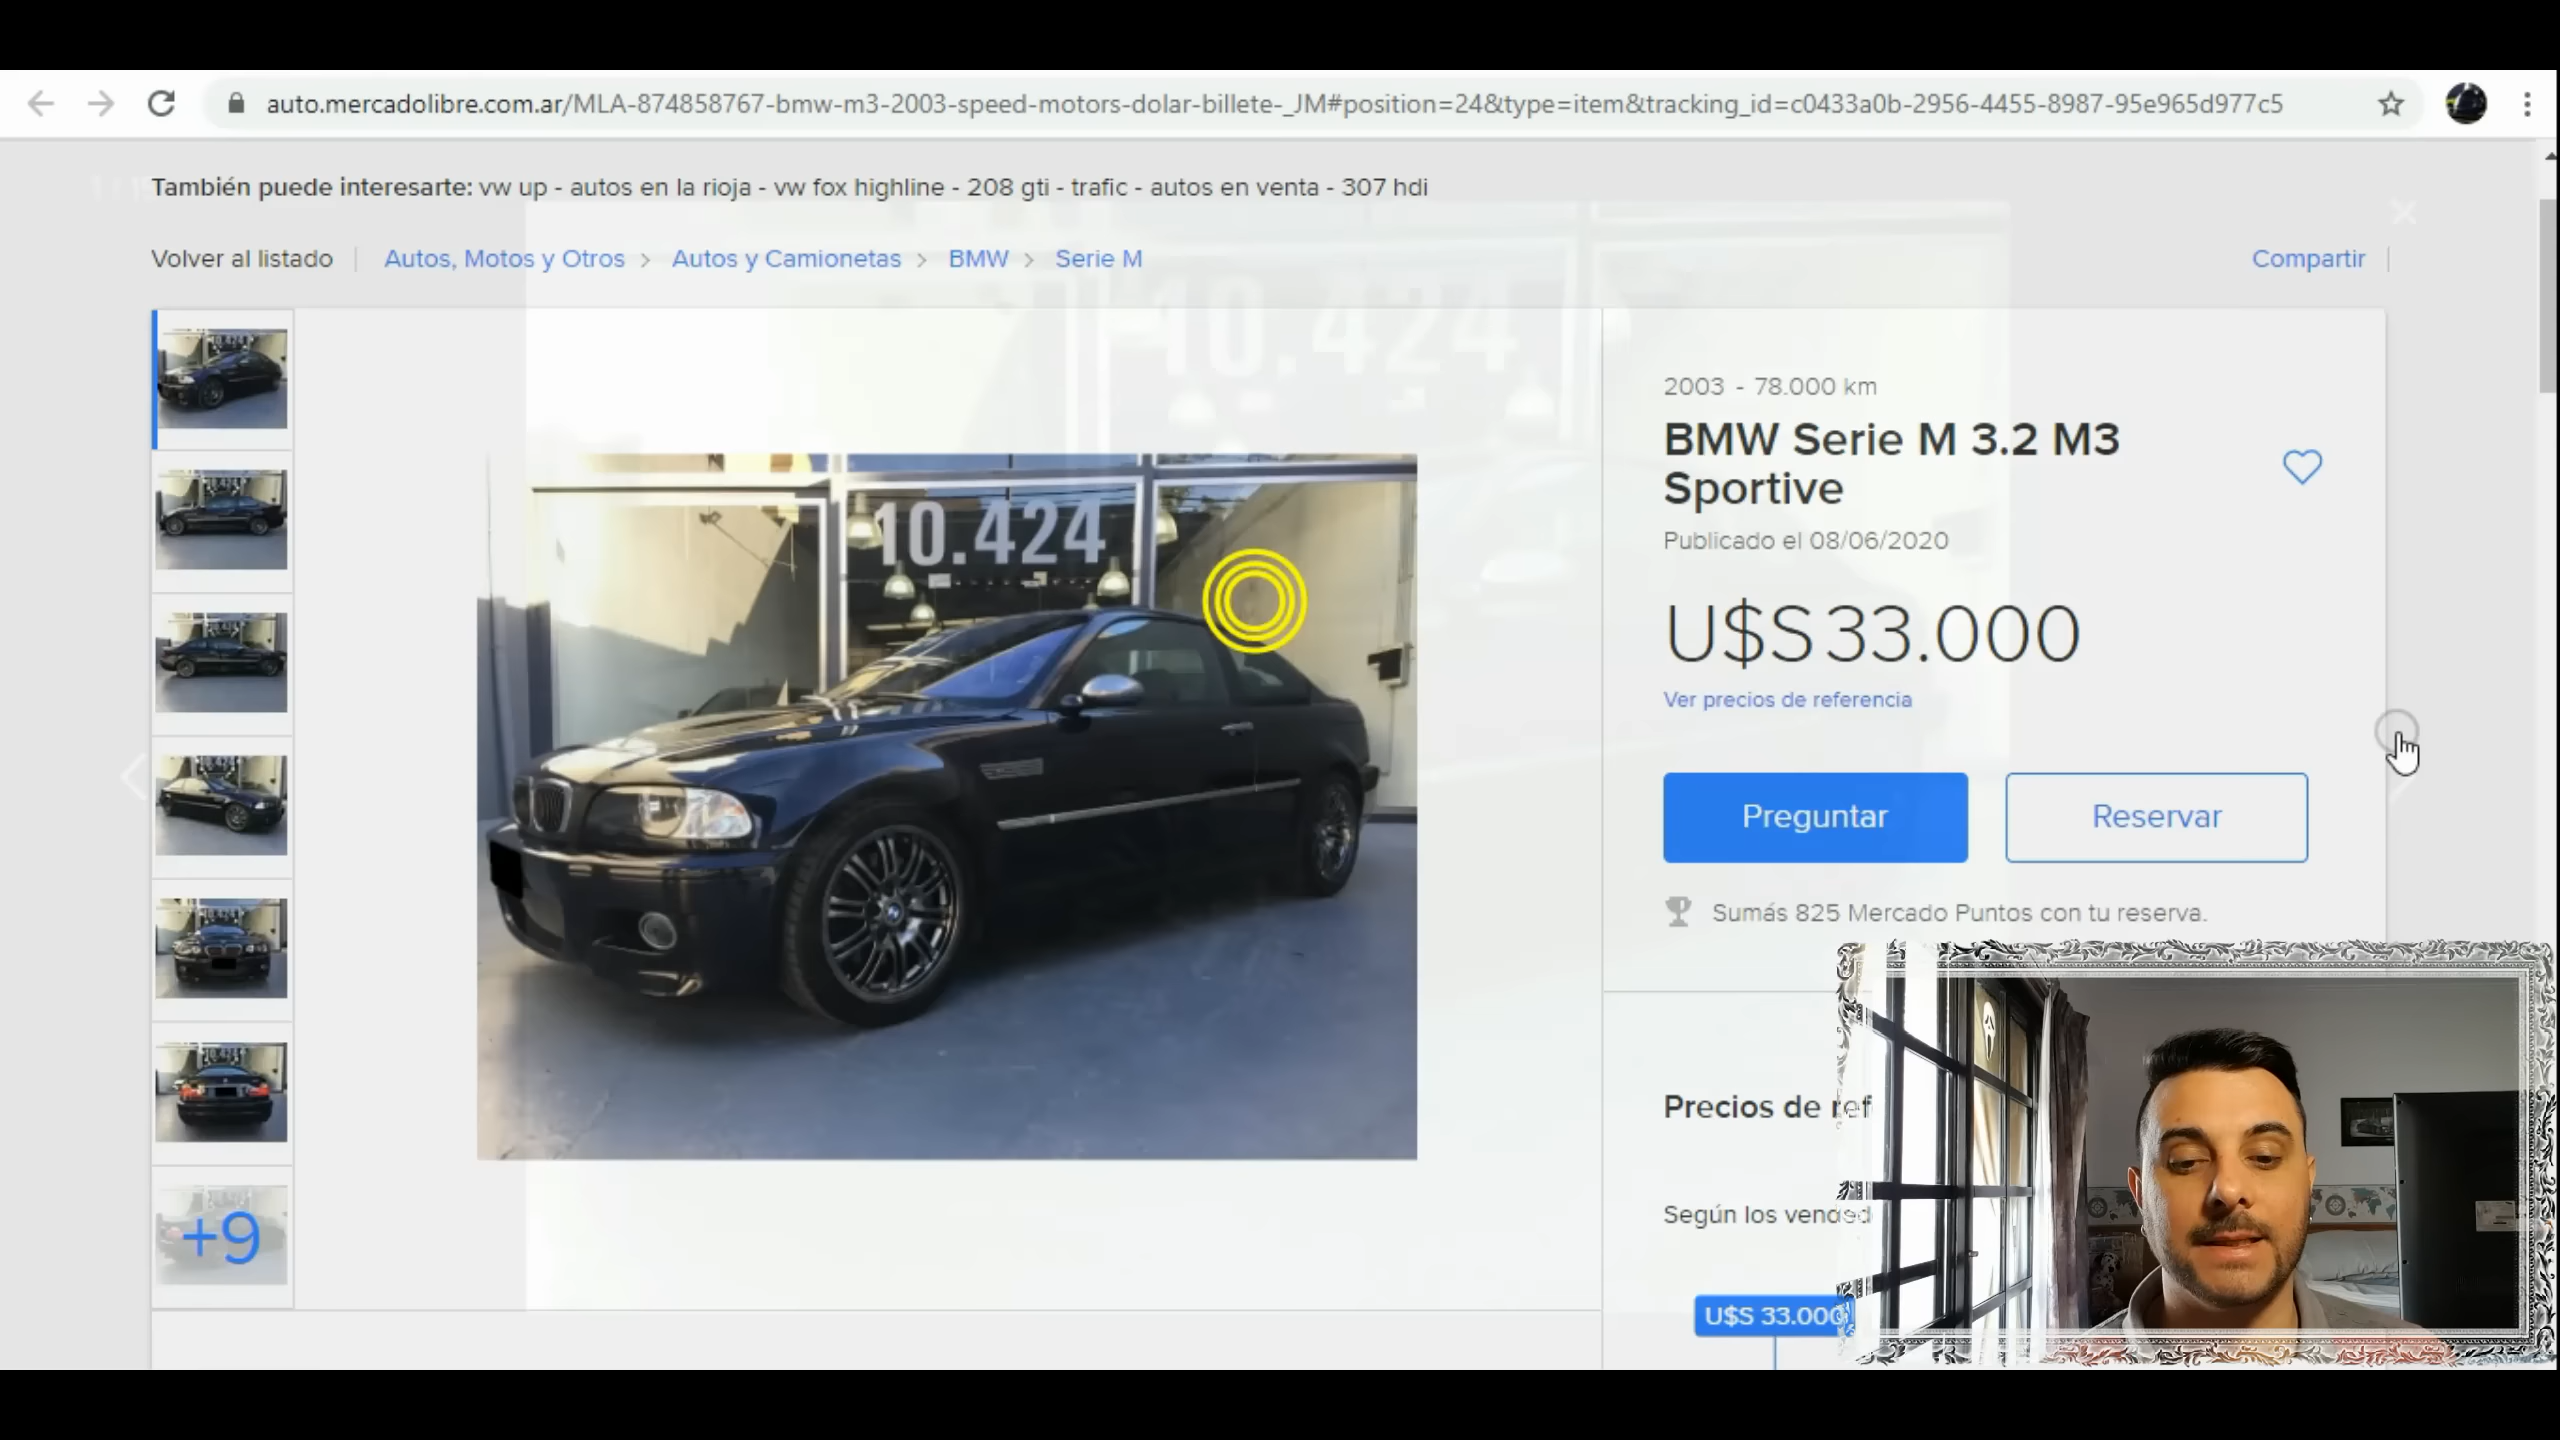 auto.mercadolibre.com.ar/MLA-874858767-bmw-m3-2003-speed-motors-dolar-billete-_JM#position=24&type=item&tracking_id=c0433a0b-2956-4455-8987-95e965d977c5
También puede interesarte: vw up - autos en la rioja - vw fox highline - 208 gti - trafic - autos en venta - 307 hdi
Volver al listado | Autos, Motos y Otros > Autos y Camionetas > BMW > Serie M
Compartir
10.424
10.424
10.424
2003 - 78.000 km
BMW Serie M 3.2 M3
Sportive
Publicado el 08/06/2020
U$S 33.000
Ver precios de referencia
Preguntar
Reservar
Sumás 825 Mercado Puntos con tu reserva.
Precios de ref
Según los vended
U$S 33.000
+9